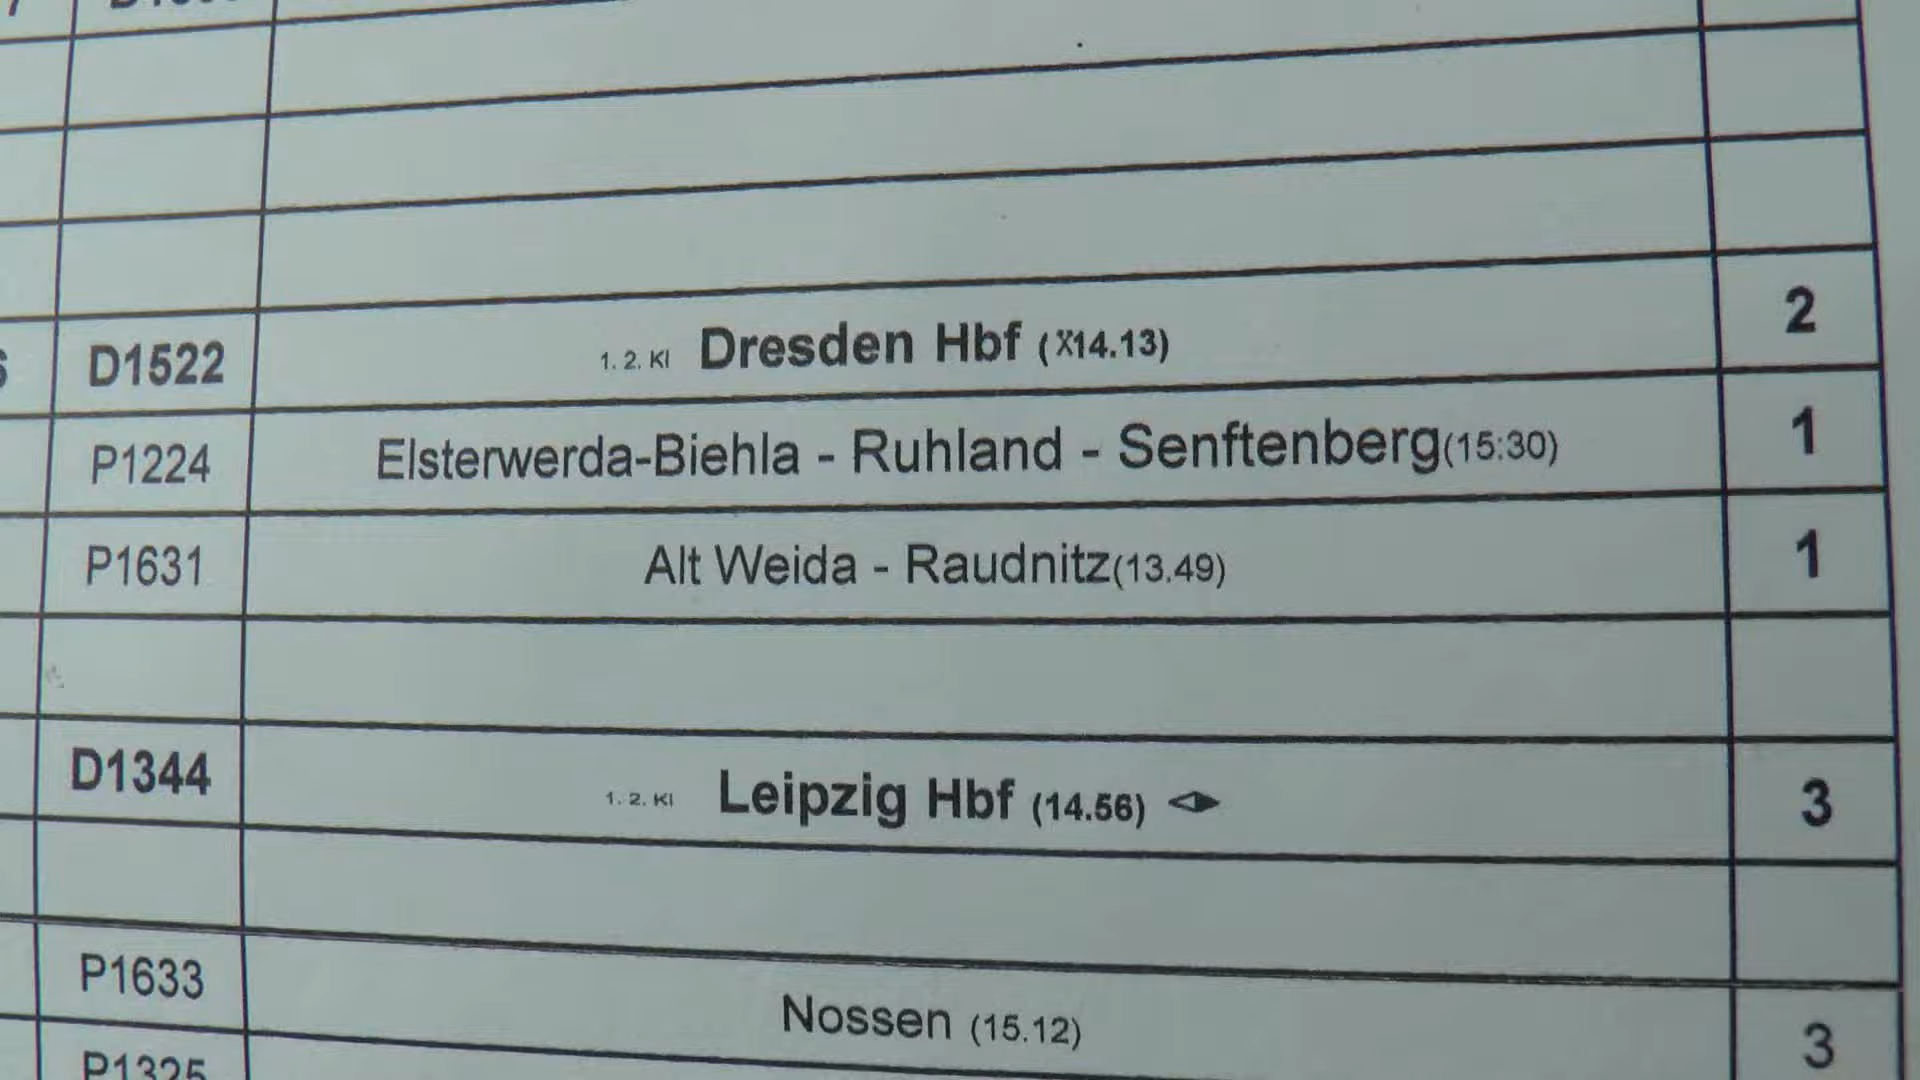 D1522 1. 2. Kl Dresden Hbf (X14.13) 2
P1224 Elsterwerda-Biehla - Ruhland - Senftenberg(15:30) 1
P1631 Alt Weida - Raudnitz(13.49) 1
D1344 1. 2. Kl Leipzig Hbf (14.56) 3
P1633 Nossen (15.12) 3
P1325